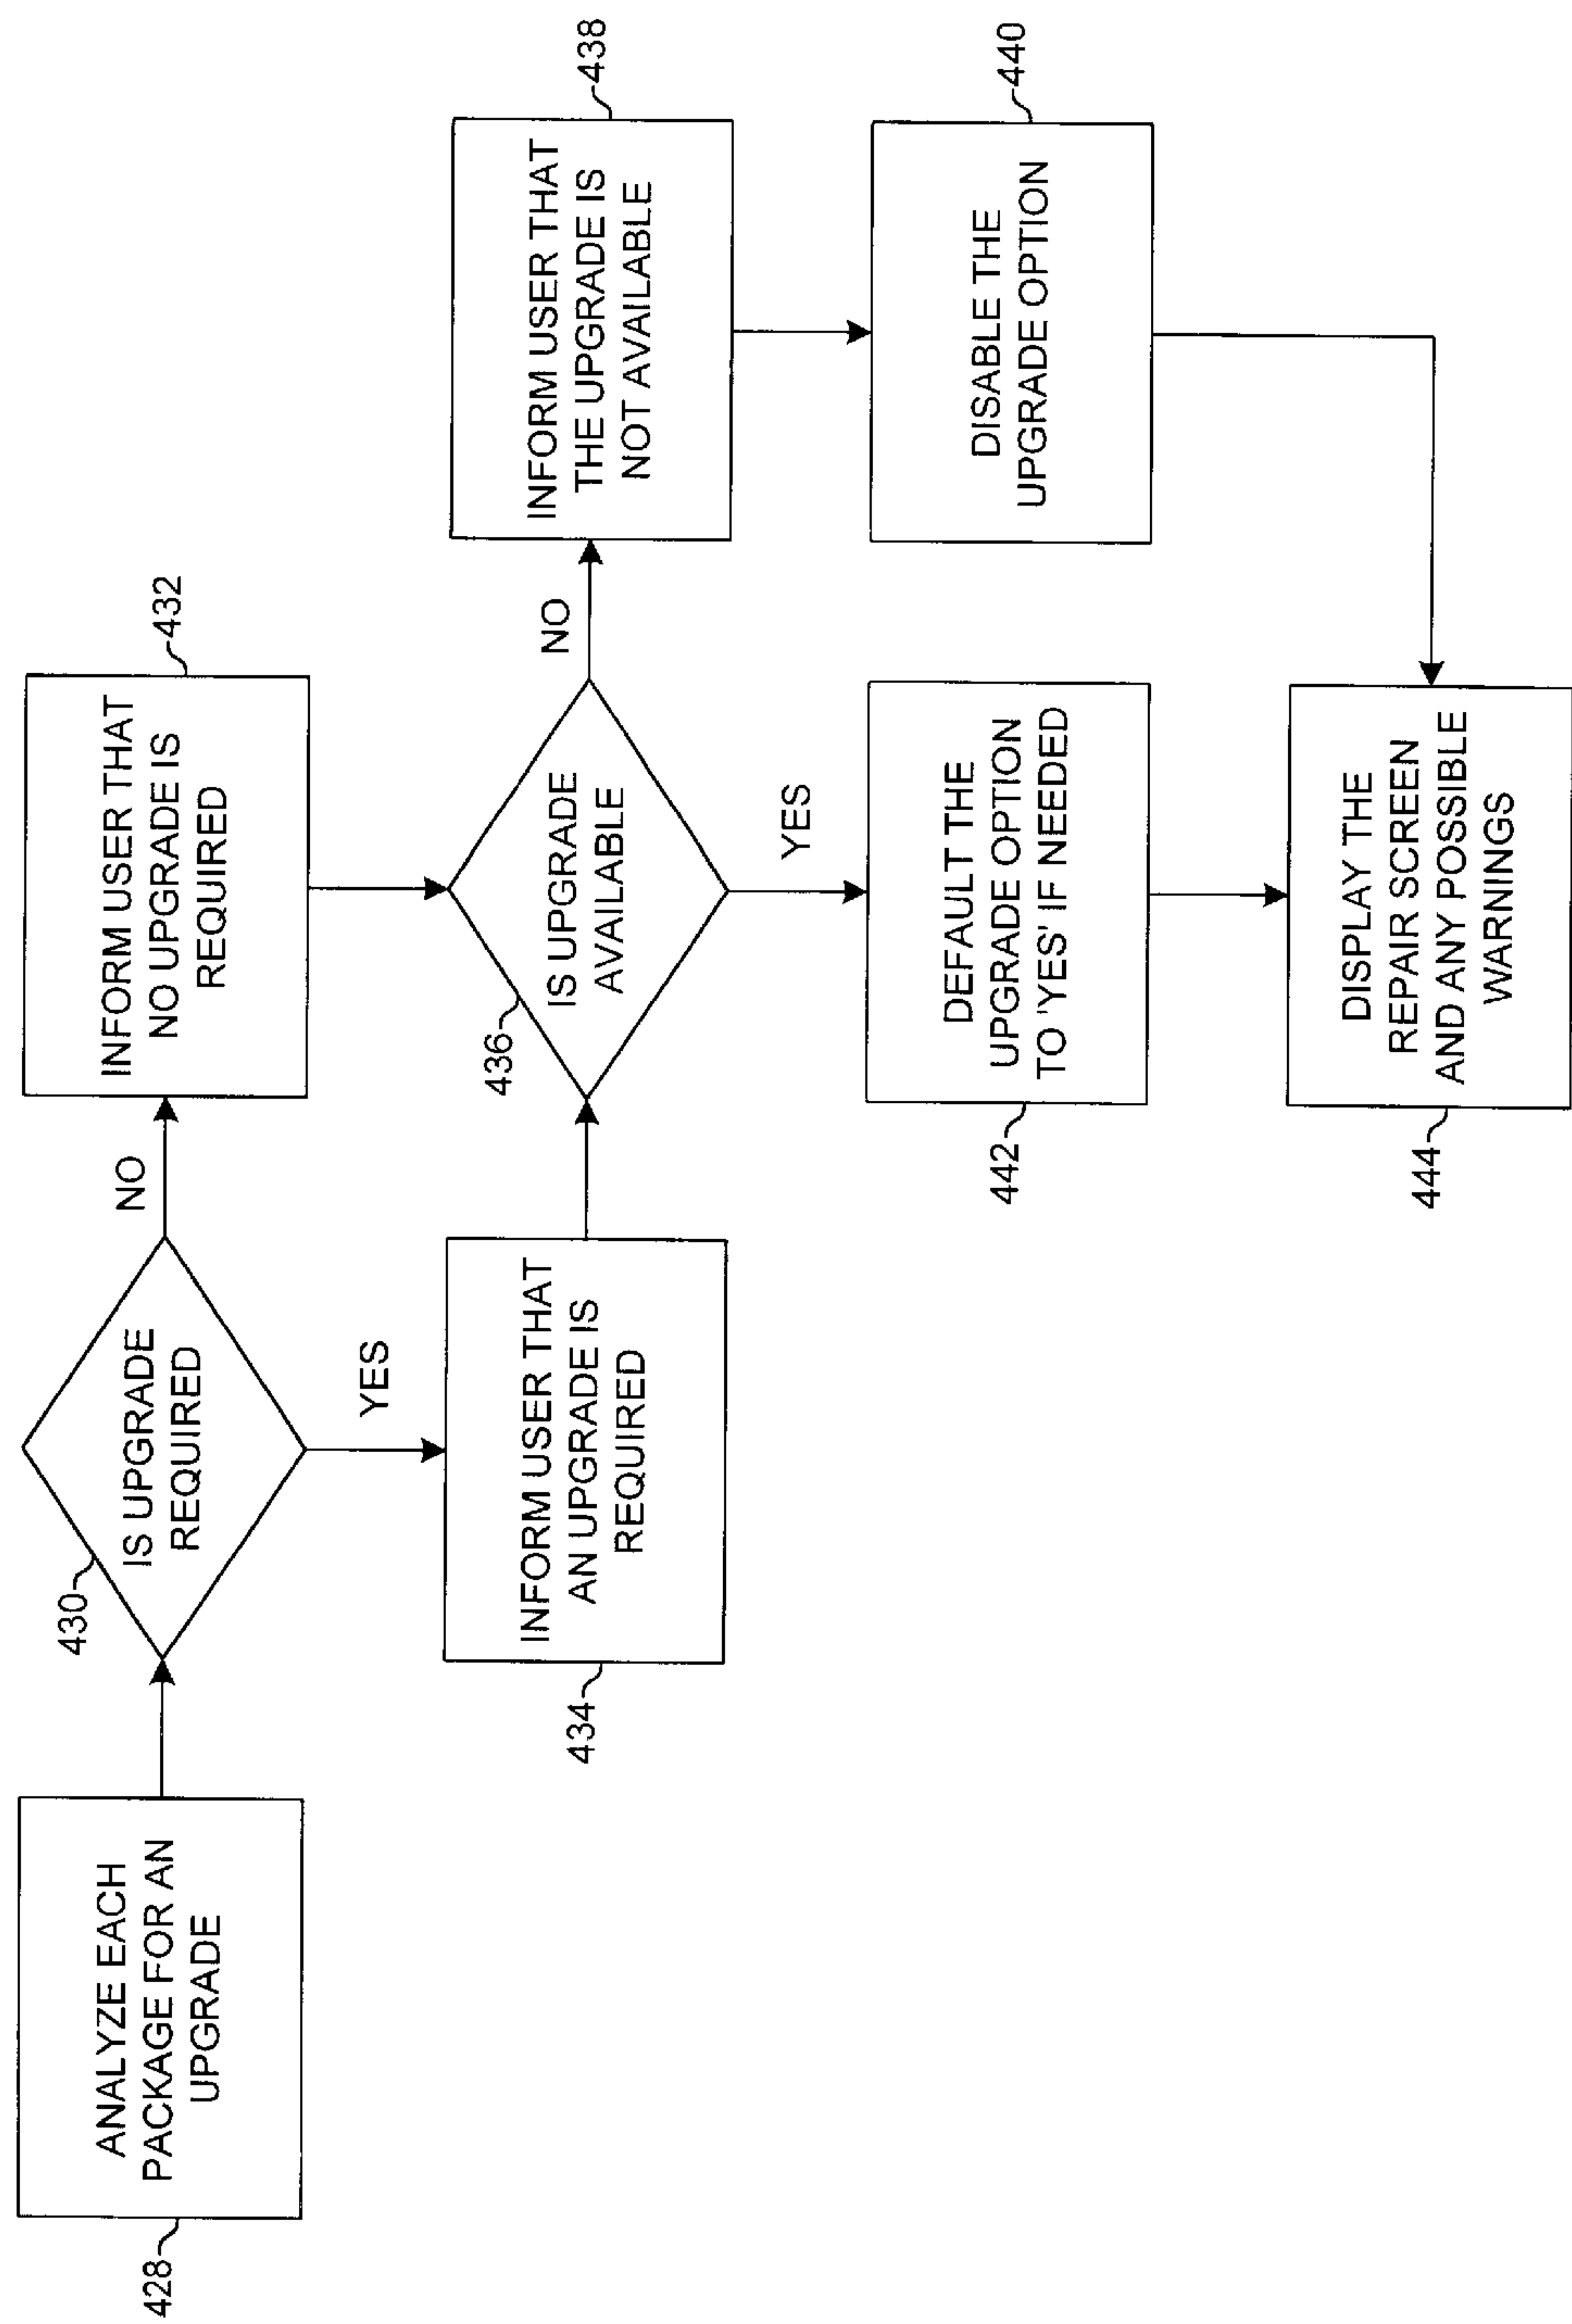 428
ANALYZE EACH
PACKAGE FOR AN
UPGRADE
430
IS UPGRADE
REQUIRED
NO
YES
432
INFORM USER THAT
NO UPGRADE IS
REQUIRED
434
INFORM USER THAT
AN UPGRADE IS
REQUIRED
436
IS UPGRADE
AVAILABLE
NO
YES
438
INFORM USER THAT
THE UPGRADE IS
NOT AVAILABLE
440
DISABLE THE
UPGRADE OPTION
442
DEFAULT THE
UPGRADE OPTION
TO 'YES' IF NEEDED
444
DISPLAY THE
REPAIR SCREEN
AND ANY POSSIBLE
WARNINGS